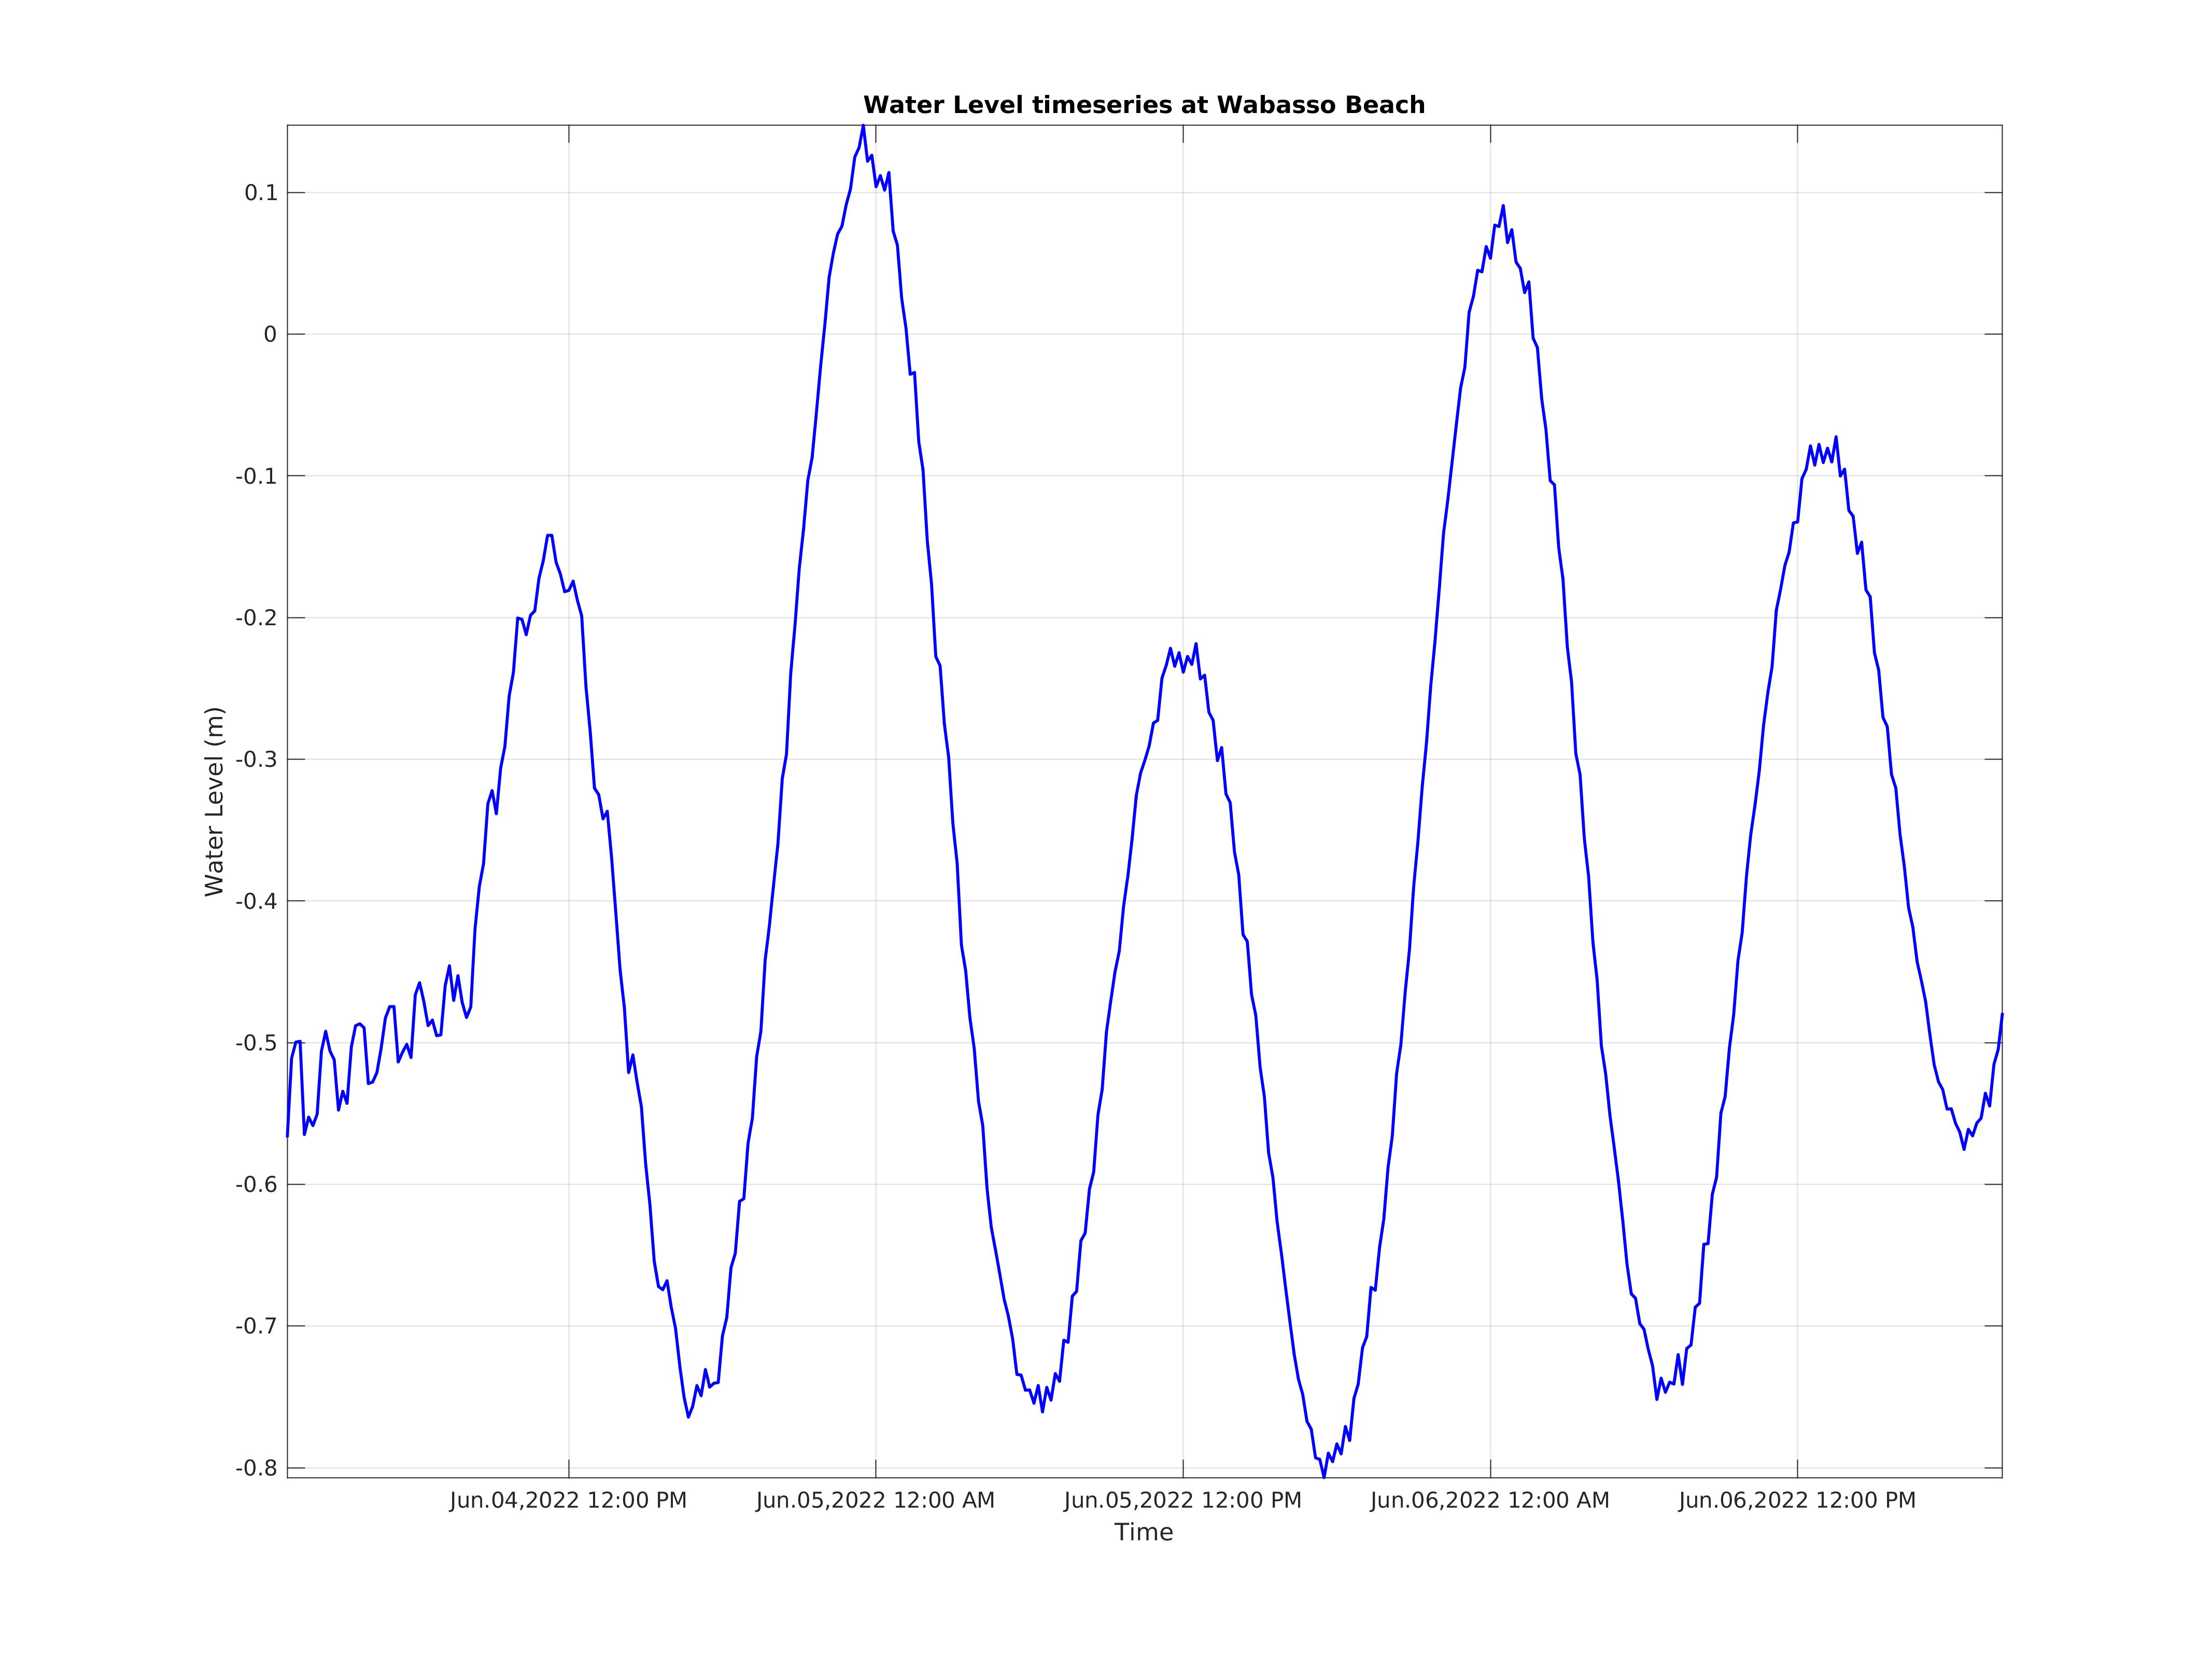 Water Level timeseries at Wabasso Beach
0.1
0
-0.1
-0.2
-0.3
-0.4
-0.5
-0.6
-0.7
-0.8
Water Level (m)
Jun.04,2022 12:00 PM
Jun.05,2022 12:00 AM
Jun.05,2022 12:00 PM
Jun.06,2022 12:00 AM
Jun.06,2022 12:00 PM
Time